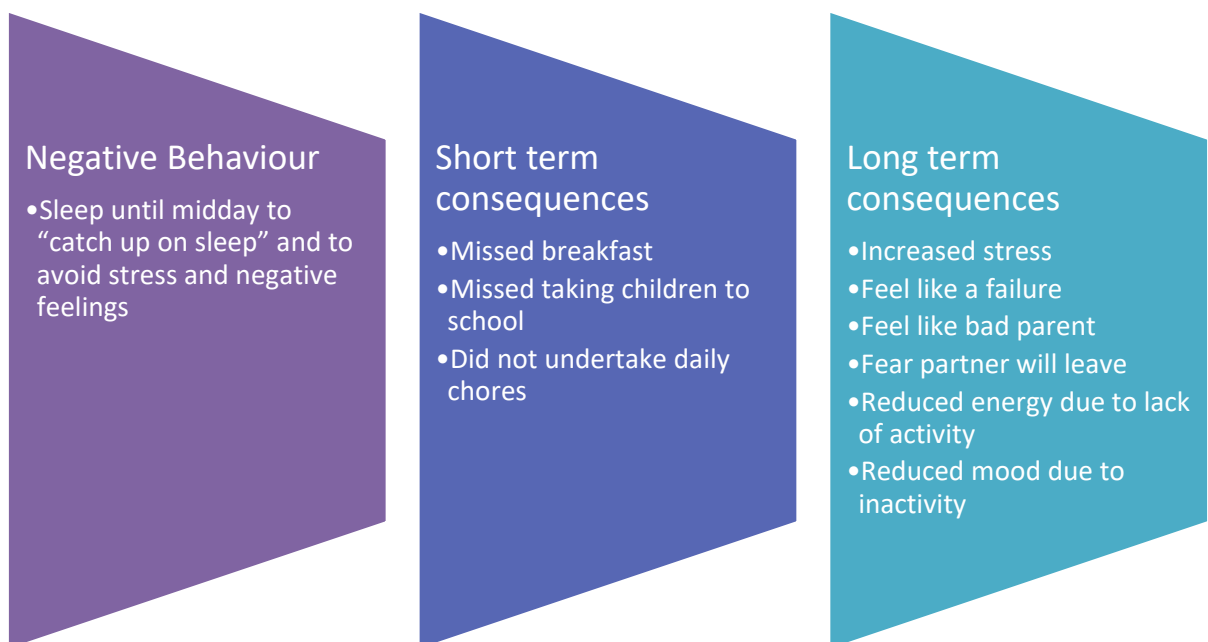 Negative Behaviour
•Sleep until midday to
“catch up on sleep” and to
avoid stress and negative
feelings
Short term
consequences
•Missed breakfast
•Missed taking children to
school
•Did not undertake daily
chores
Long term
consequences
•Increased stress
•Feel like a failure
•Feel like bad parent
•Fear partner will leave
•Reduced energy due to lack
of activity
•Reduced mood due to
inactivity